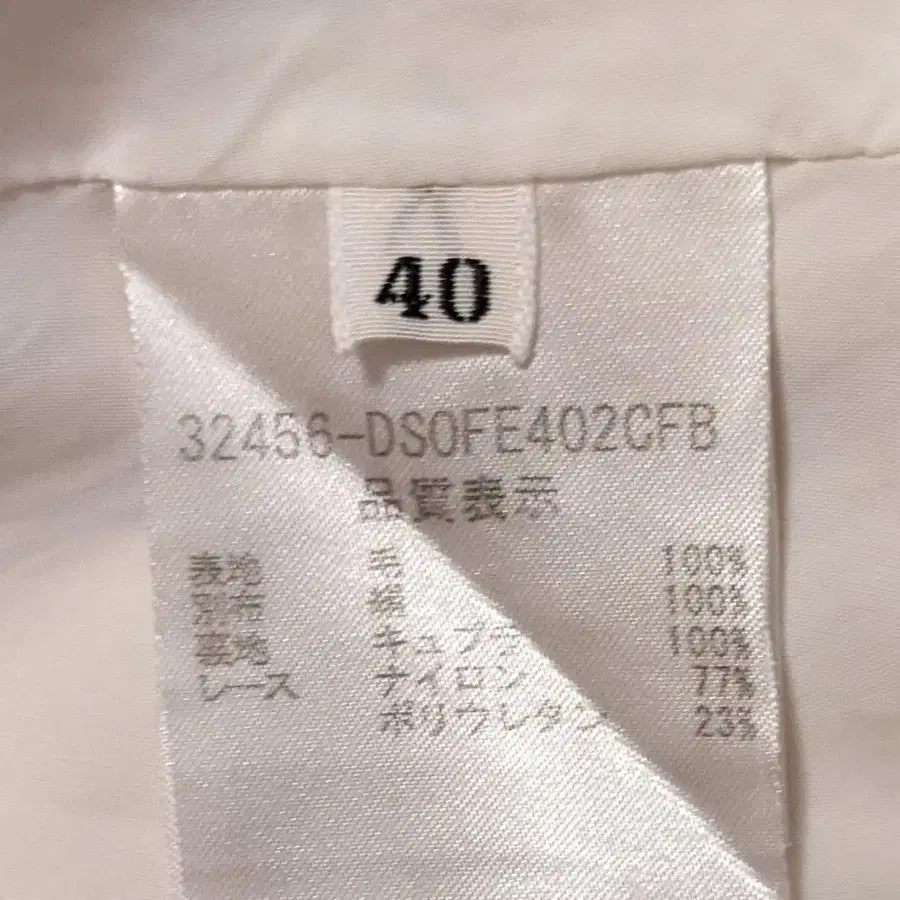 40
32456-DS0FE402CFB
品質表示
表地 毛 100%
別布 100%
裏地 キュプラ 100%
レース ナイロン 77%
ポリウレタン 23%